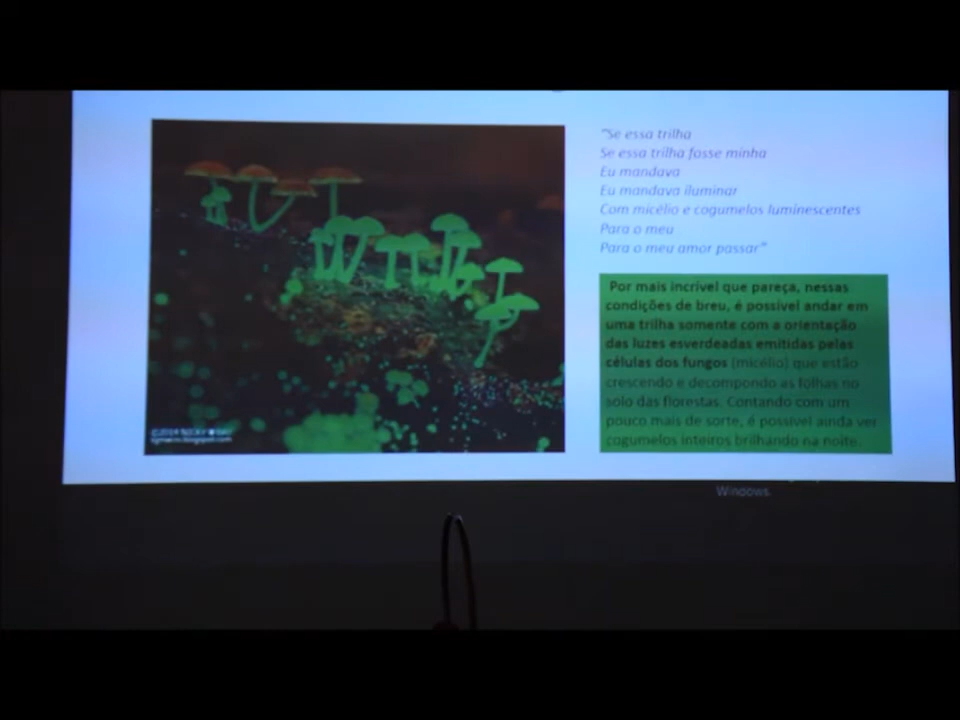 "Se essa trilha
Se essa trilha fosse minha
Eu mandava
Eu mandava iluminar
Com micélio e cogumelos luminescentes
Para o meu
Para o meu amor passar"
Por mais incrível que pareça, nessas
condições de breu, é possível andar em
uma trilha somente com a orientação
das luzes esverdeadas emitidas pelas
células dos fungos (micélio) que estão
crescendo e decompondo as folhas no
solo das florestas. Contando com um
pouco mais de sorte, é possível ainda ver
cogumelos inteiros brilhando na noite.
©2014 NICKY BAY
Windows.